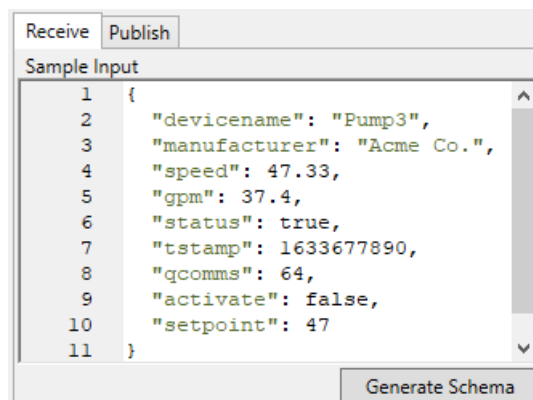 Receive Publish
Sample Input
1 {
2 "devicename": "Pump3",
3 "manufacturer": "Acme Co.",
4 "speed": 47.33,
5 "gpm": 37.4,
6 "status": true,
7 "tstamp": 1633677890,
8 "qcomms": 64,
9 "activate": false,
10 "setpoint": 47
11 }
Generate Schema